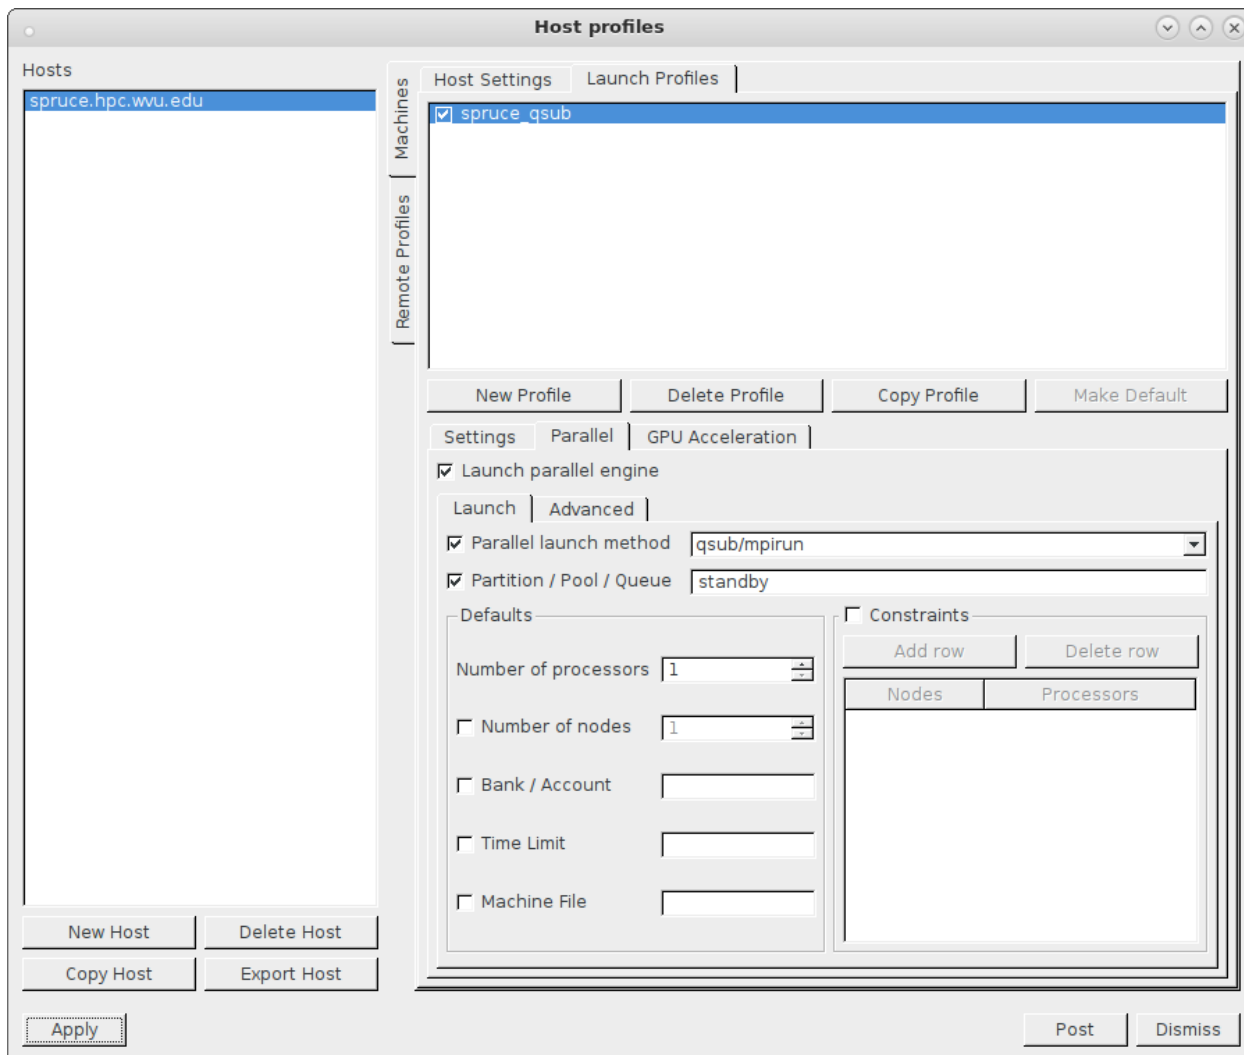 Host profiles
Hosts
spruce.hpc.wvu.edu
New Host
Delete Host
Copy Host
Export Host
Machines
Remote Profiles
Host Settings
Launch Profiles
spruce_qsub
New Profile
Delete Profile
Copy Profile
Make Default
Settings
Parallel
GPU Acceleration
Launch parallel engine
Launch
Advanced
Parallel launch method
qsub/mpirun
Partition / Pool / Queue
standby
Defaults
Number of processors
1
Number of nodes
1
Bank / Account
Time Limit
Machine File
Constraints
Add row
Delete row
Nodes
Processors
Apply
Post
Dismiss